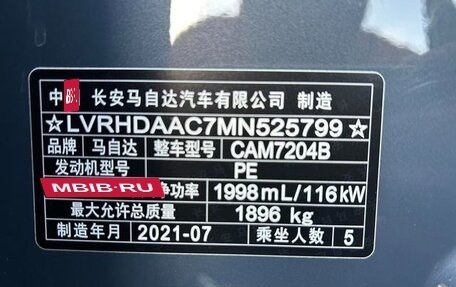 中 长安马自达汽车有限公司 制造
☆LVRHDAAC7MN525799☆
品牌 马自达 整车型号 CAM7204B
发动机型号 PE
MBIB-RU 净功率 1998mL/116kW
最大允许总质量 1896 kg
制造年月 2021-07 乘坐人数 5